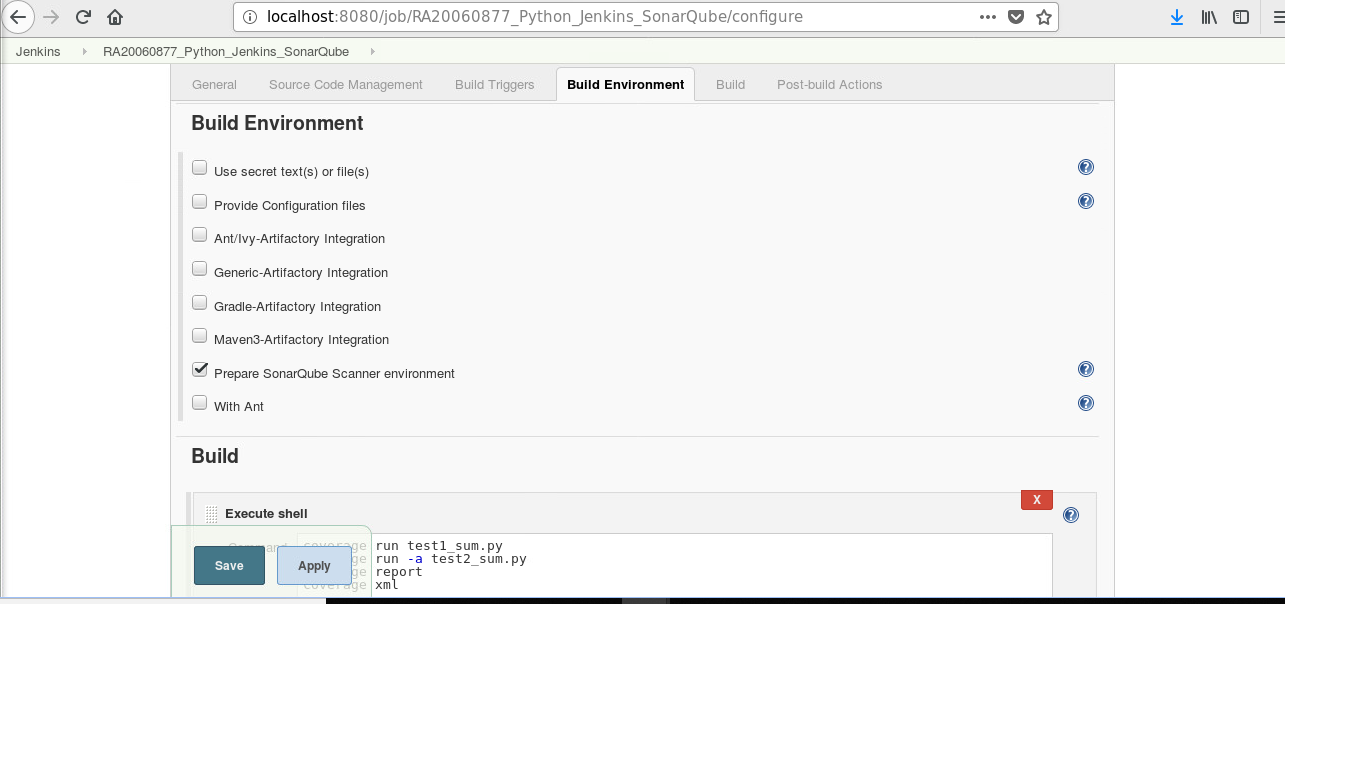 localhost:8080/job/RA20060877_Python_Jenkins_SonarQube/configure
Jenkins RA20060877_Python_Jenkins_SonarQube
General Source Code Management Build Triggers Build Environment Build Post-build Actions
Build Environment
Use secret text(s) or file(s)
Provide Configuration files
Ant/Ivy-Artifactory Integration
Generic-Artifactory Integration
Gradle-Artifactory Integration
Maven3-Artifactory Integration
Prepare SonarQube Scanner environment
With Ant
Build
X
Execute shell
Command
coverage run test1_sum.py
coverage run -a test2_sum.py
coverage report
coverage xml
Save Apply